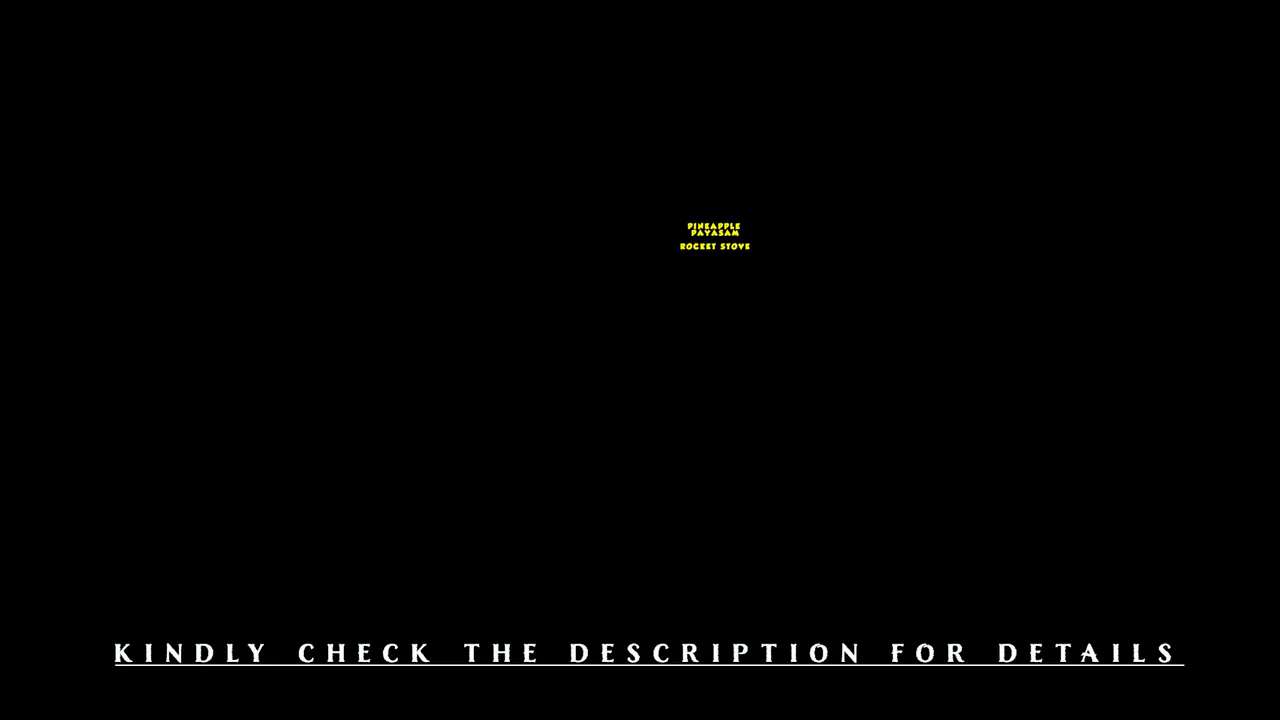 PINEAPPLE
PAYASAM
ROCKET STOVE
KINDLY CHECK THE DESCRIPTION FOR DETAILS